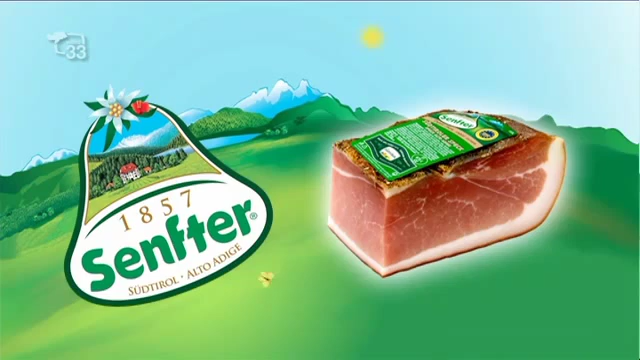 33
1857
Senfter®
SÜDTIROL · ALTO ADIGE
Senfter